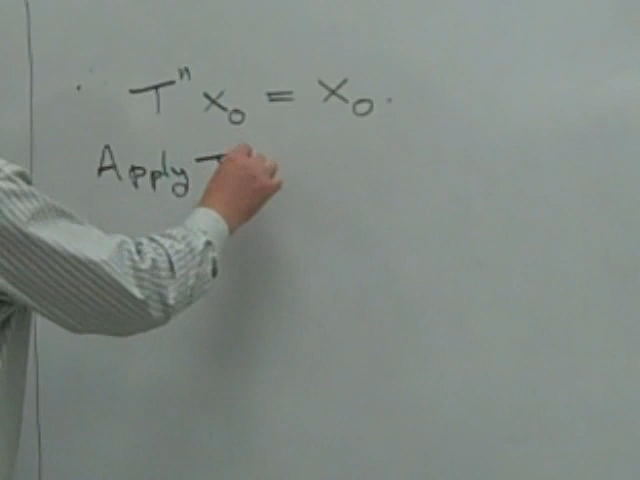 Tⁿ x₀ = x₀.
Apply T